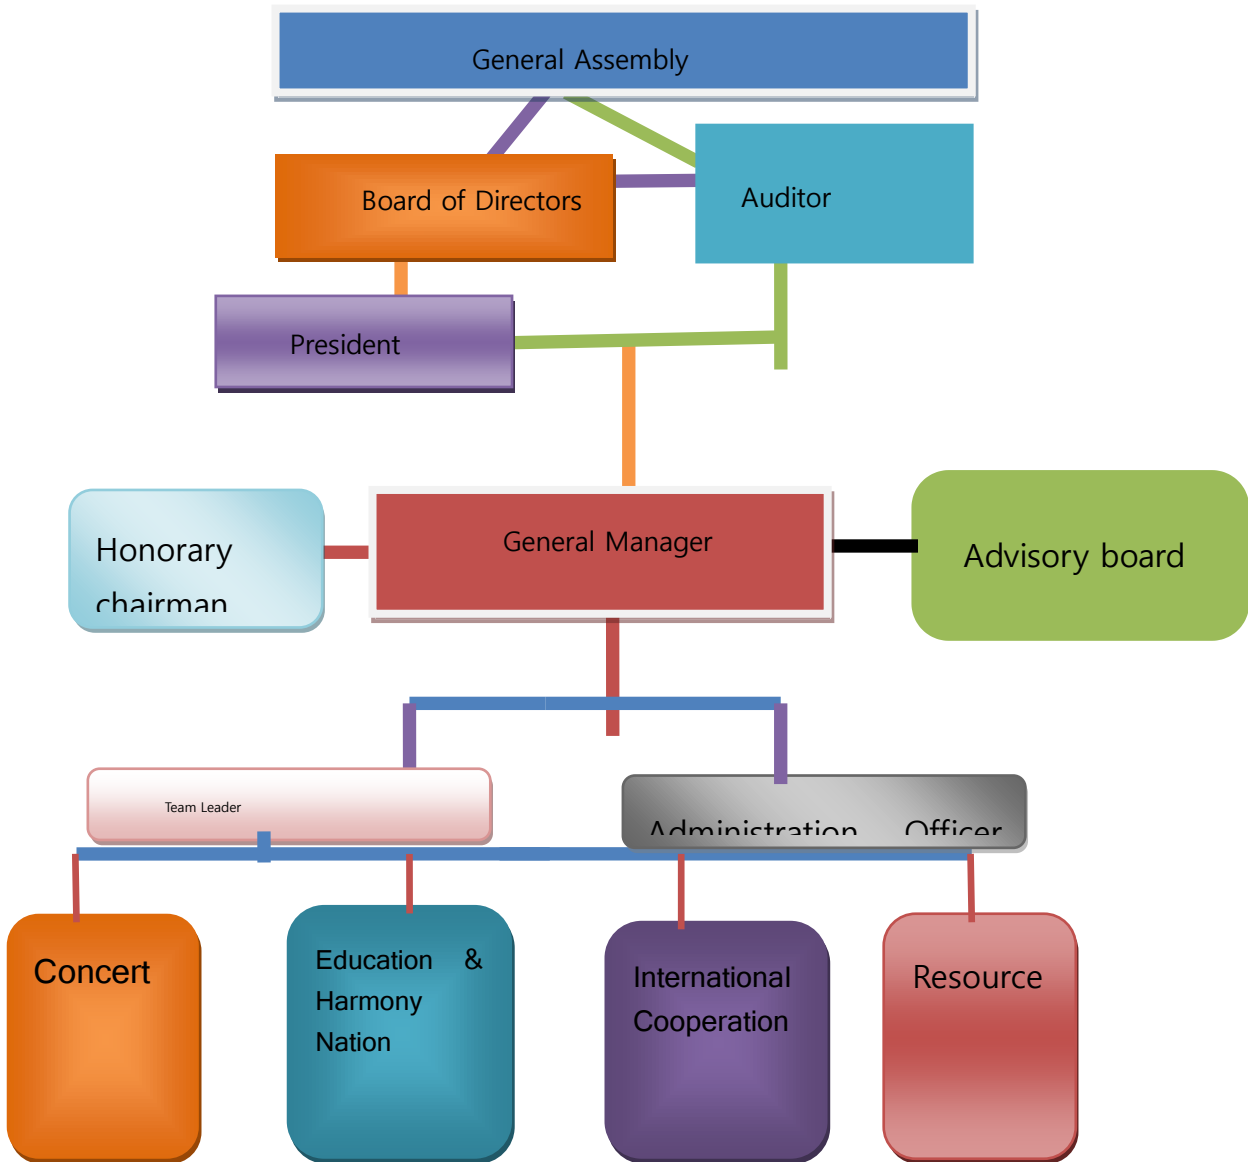 General Assembly
Board of Directors
Auditor
President
Honorary
chairman
General Manager
Advisory board
Team Leader
Administration Officer
Concert
Education &
Harmony
Nation
International
Cooperation
Resource